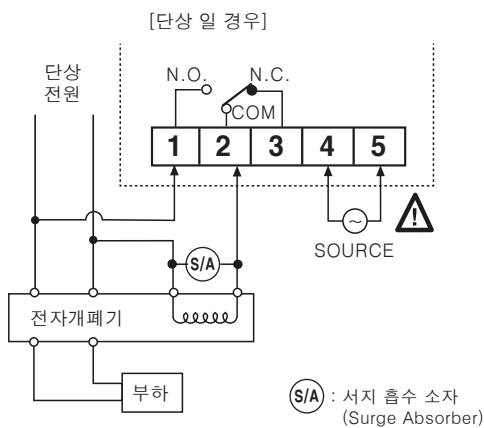 [단상 일 경우]
단상
전원
N.O.
N.C.
COM
1 2 3 4 5
S/A
SOURCE
전자개폐기
부하
S/A : 서지 흡수 소자
(Surge Absorber)